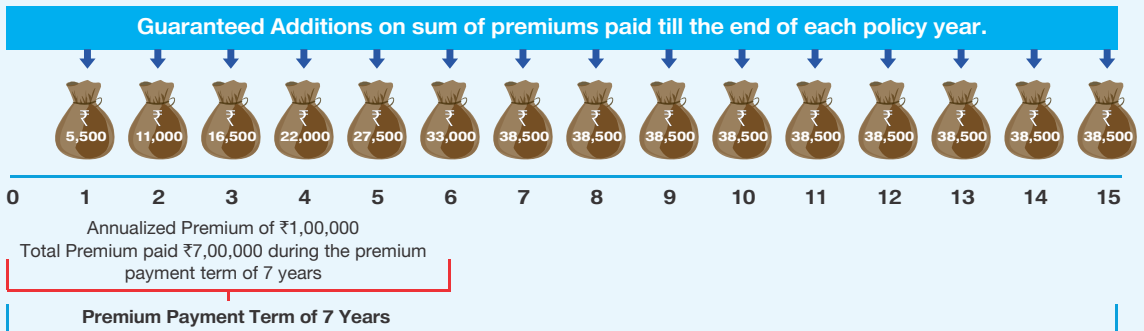 Guaranteed Additions on sum of premiums paid till the end of each policy year.
₹ ₹ ₹ ₹ ₹ ₹ ₹ ₹ ₹ ₹ ₹ ₹ ₹ ₹ ₹
5,500 11,000 16,500 22,000 27,500 33,000 38,500 38,500 38,500 38,500 38,500 38,500 38,500 38,500 38,500
0 1 2 3 4 5 6 7 8 9 10 11 12 13 14 15
Annualized Premium of ₹1,00,000
Total Premium paid ₹7,00,000 during the premium
payment term of 7 years
Premium Payment Term of 7 Years